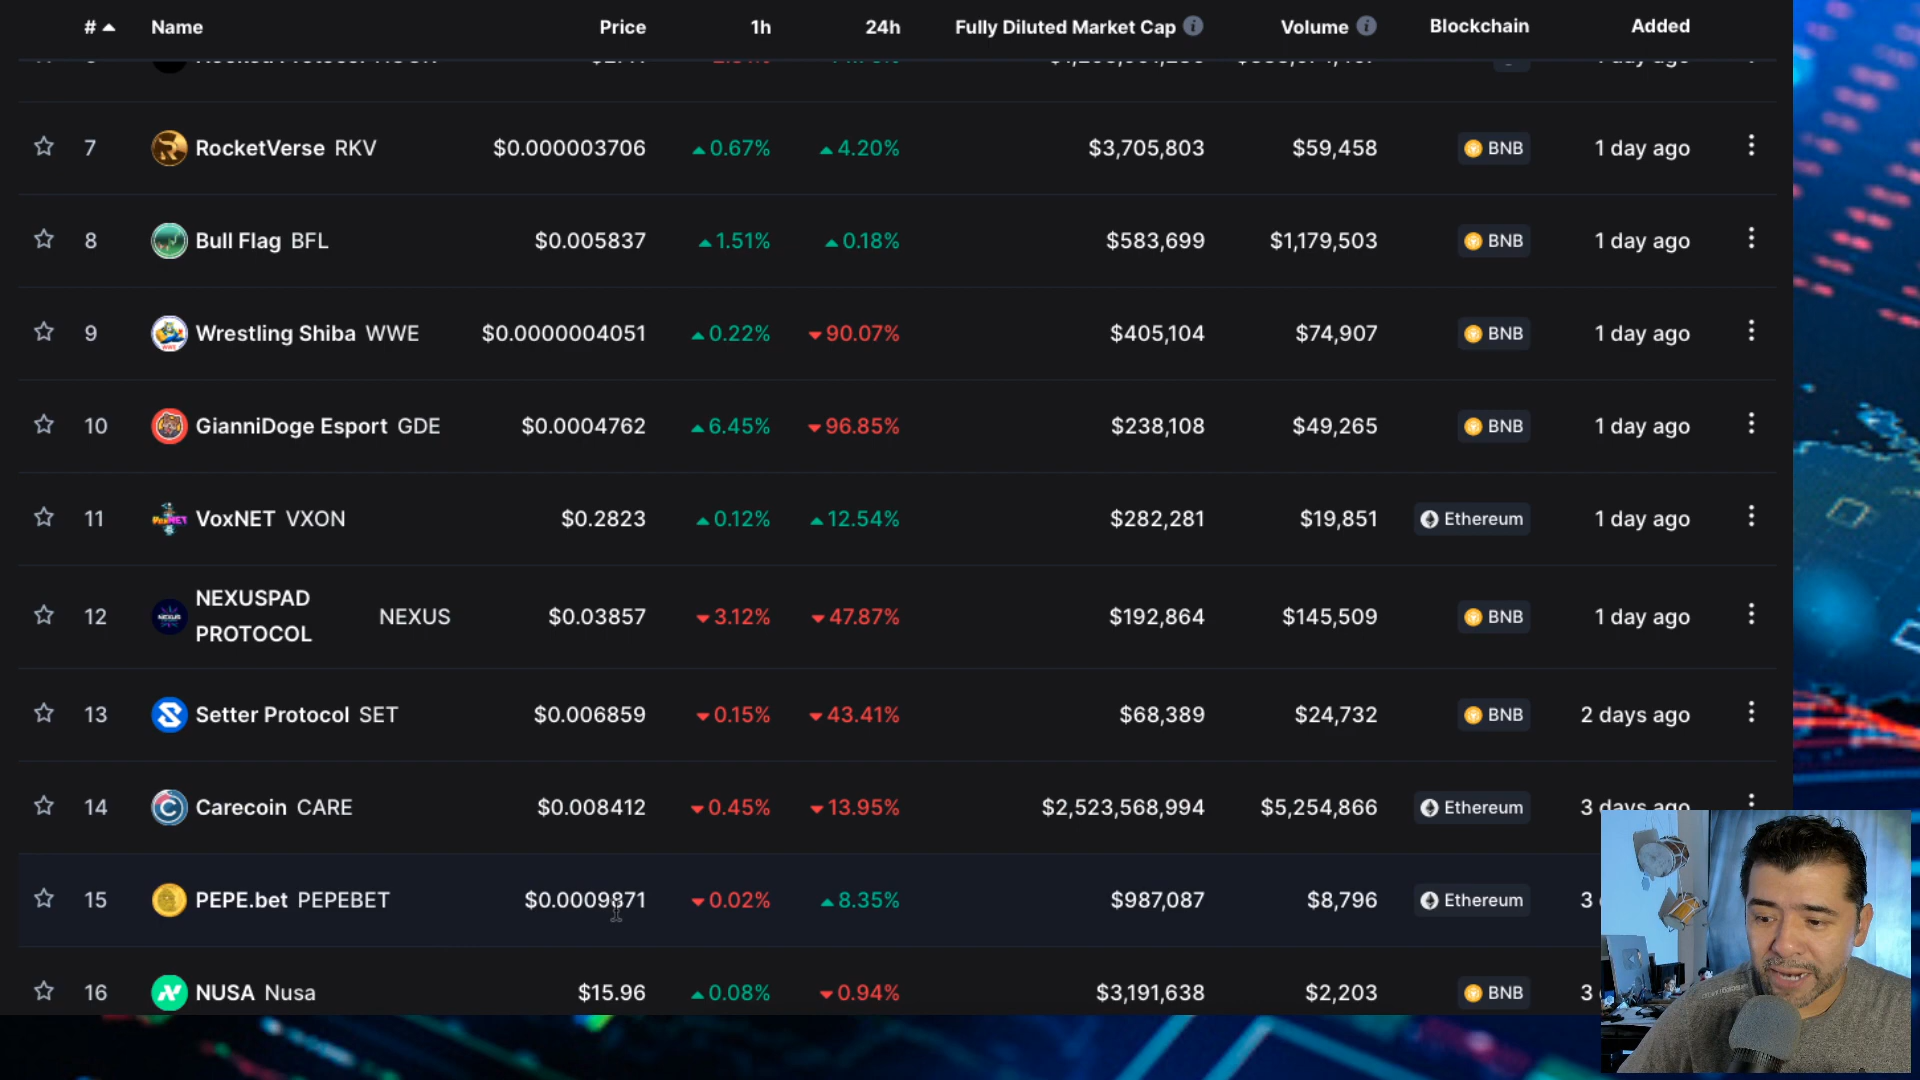 # Name Price 1h 24h Fully Diluted Market Cap Volume Blockchain Added
7 RocketVerse RKV $0.000003706 0.67% 4.20% $3,705,803 $59,458 BNB 1 day ago
8 Bull Flag BFL $0.005837 1.51% 0.18% $583,699 $1,179,503 BNB 1 day ago
9 Wrestling Shiba WWE $0.0000004051 0.22% 90.07% $405,104 $74,907 BNB 1 day ago
10 GianniDoge Esport GDE $0.0004762 6.45% 96.85% $238,108 $49,265 BNB 1 day ago
11 VoxNET VXON $0.2823 0.12% 12.54% $282,281 $19,851 Ethereum 1 day ago
12 NEXUSPAD PROTOCOL NEXUS $0.03857 3.12% 47.87% $192,864 $145,509 BNB 1 day ago
13 Setter Protocol SET $0.006859 0.15% 43.41% $68,389 $24,732 BNB 2 days ago
14 Carecoin CARE $0.008412 0.45% 13.95% $2,523,568,994 $5,254,866 Ethereum 3 days ago
15 PEPE.bet PEPEBET $0.0009871 0.02% 8.35% $987,087 $8,796 Ethereum 3
16 NUSA Nusa $15.96 0.08% 0.94% $3,191,638 $2,203 BNB 3